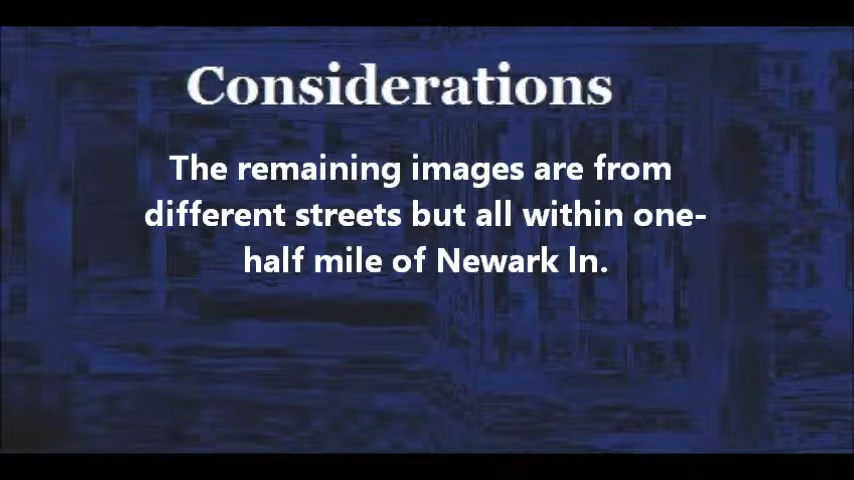 Considerations
The remaining images are from
different streets but all within one-
half mile of Newark ln.